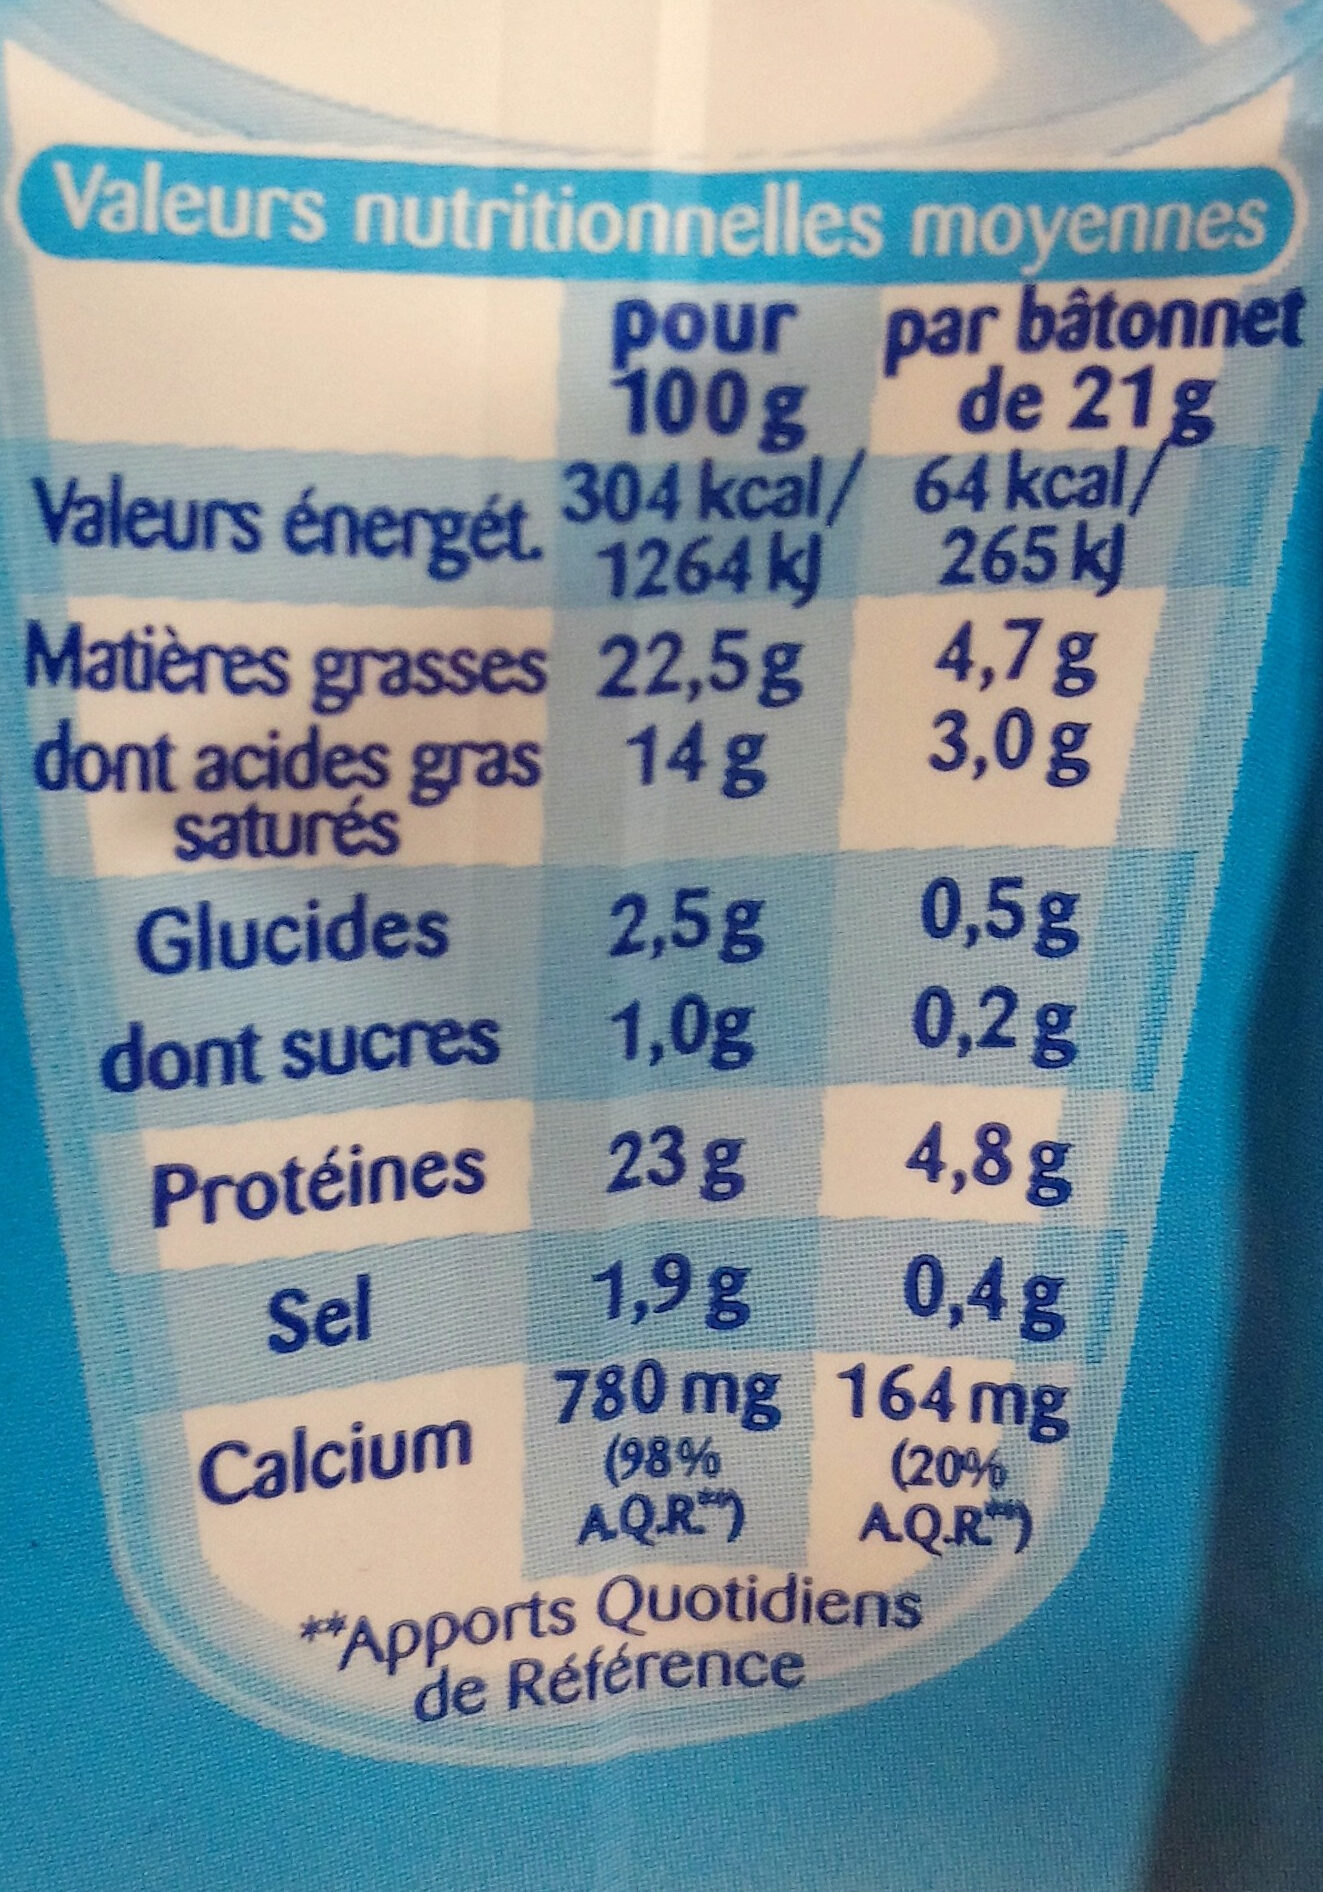 Valeurs nutritionnelles moyennes
pour 100 g par bâtonnet de 21 g
Valeurs énergét. 304 kcal/ 1264 kJ 64 kcal/ 265 kJ
Matières grasses 22,5 g 4,7 g
dont acides gras saturés 14 g 3,0 g
Glucides 2,5 g 0,5 g
dont sucres 1,0g 0,2 g
Protéines 23 g 4,8 g
Sel 1,9 g 0,4 g
Calcium 780 mg (98% A.Q.R**) 164 mg (20% A.Q.R**)
**Apports Quotidiens
de Référence